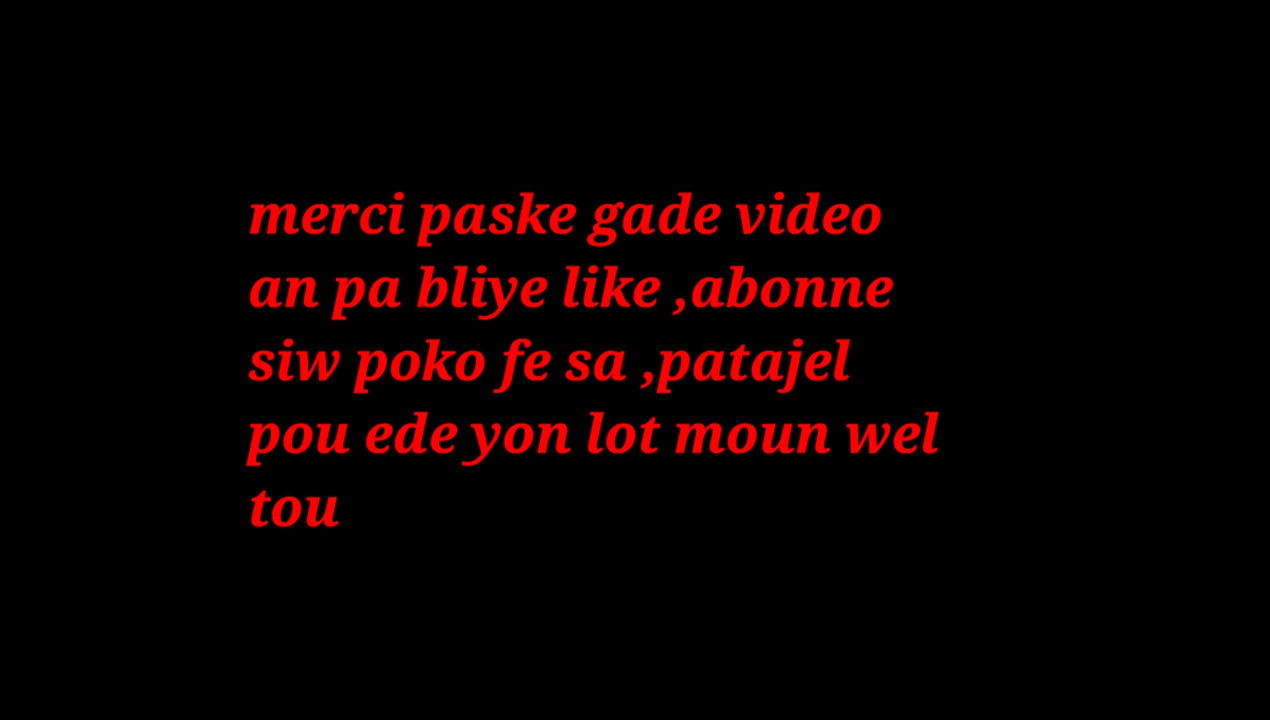 merci paske gade video
an pa bliye like ,abonne
siw poko fe sa ,patajel
pou ede yon lot moun wel
tou